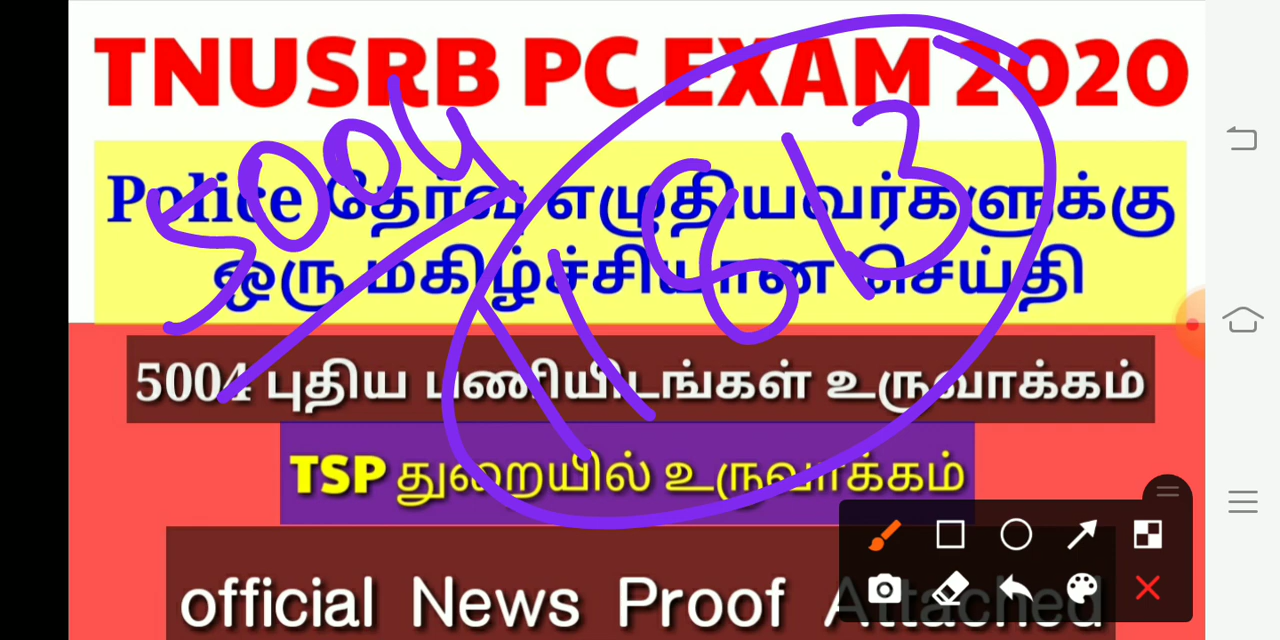 TNUSRB PC EXAM 2020
Police தேர்வு எழுதியவர்களுக்கு
ஒரு மகிழ்ச்சியான செய்தி
5004
5004 புதிய பணியிடங்கள் உருவாக்கம்
TSP துறையில் உருவாக்கம்
official News Proof Attached